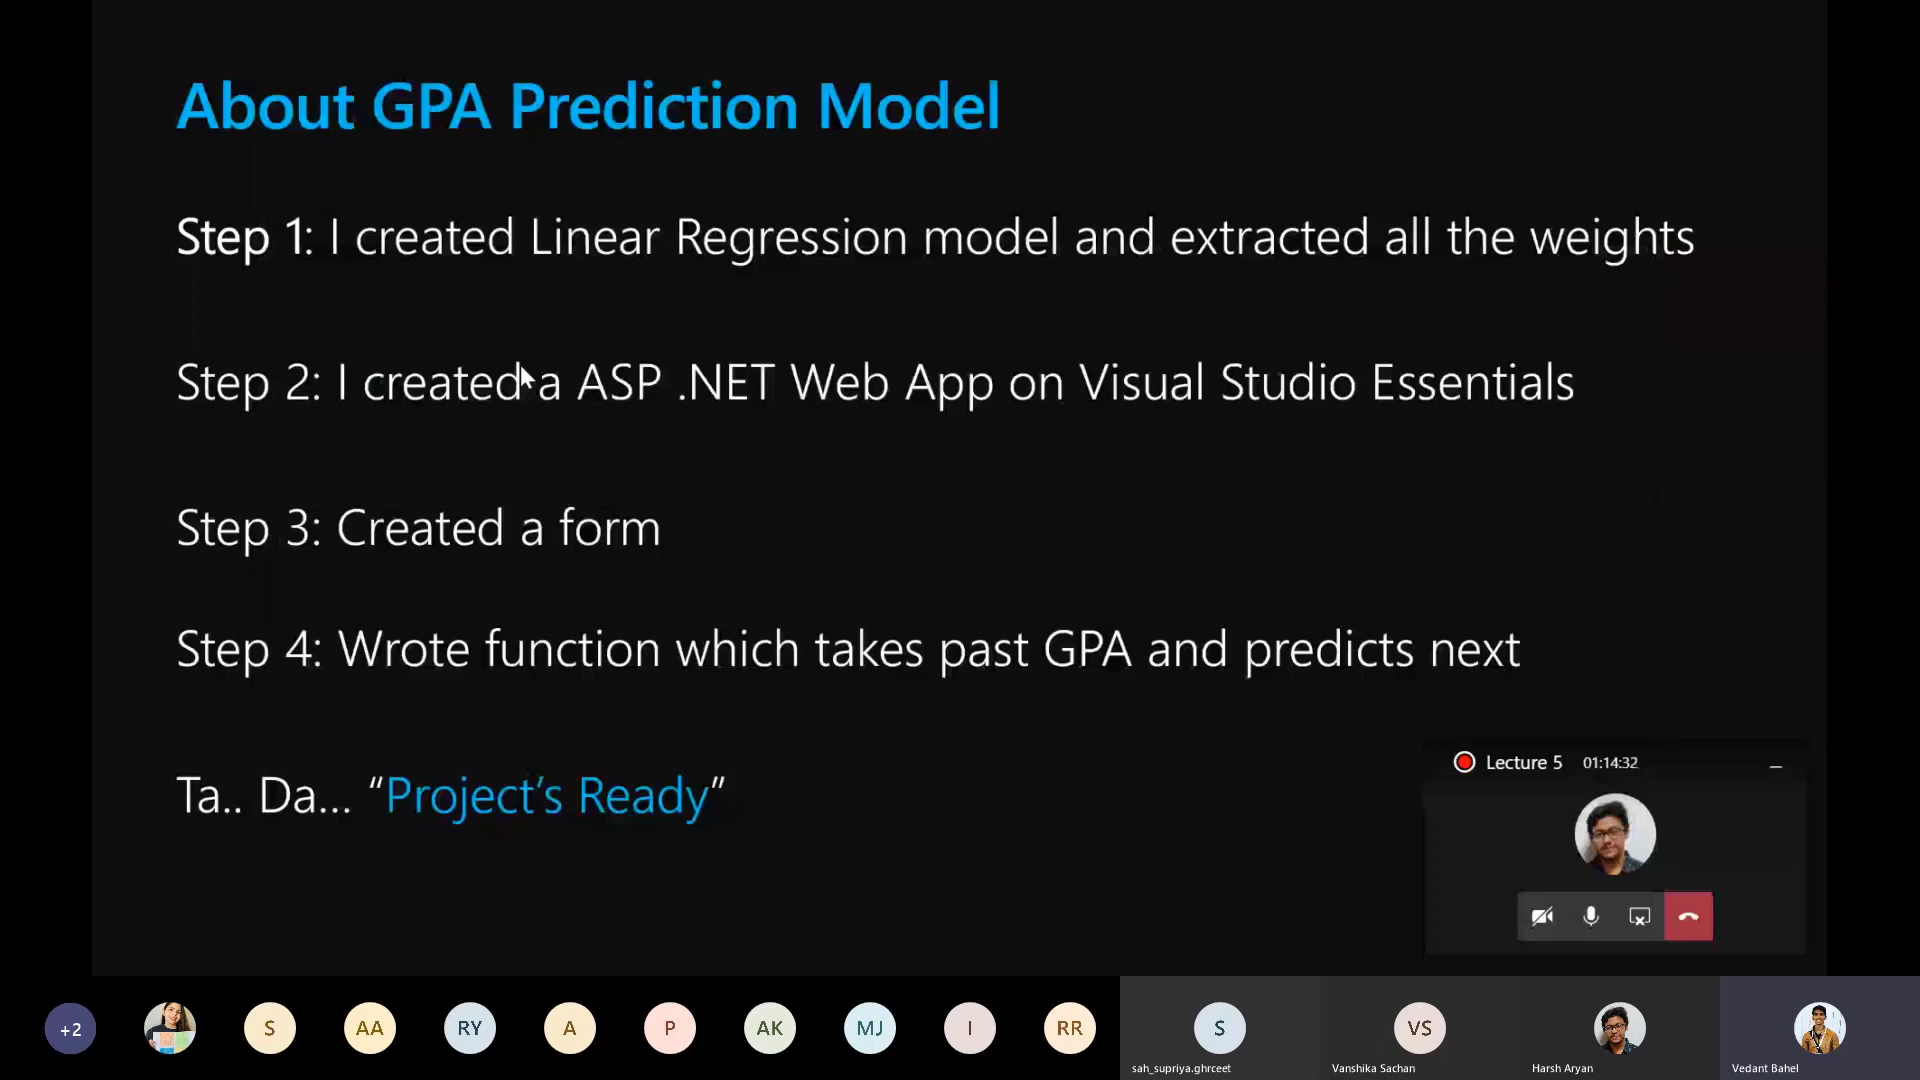 About GPA Prediction Model
Step 1: I created Linear Regression model and extracted all the weights
Step 2: I created a ASP .NET Web App on Visual Studio Essentials
Step 3: Created a form
Step 4: Wrote function which takes past GPA and predicts next
Ta.. Da... “Project’s Ready”
Lecture 5 01:14:32
+2 S AA RY A P AK MJ I RR S VS
sah_supriya.ghrceet Vanshika Sachan Harsh Aryan Vedant Bahel